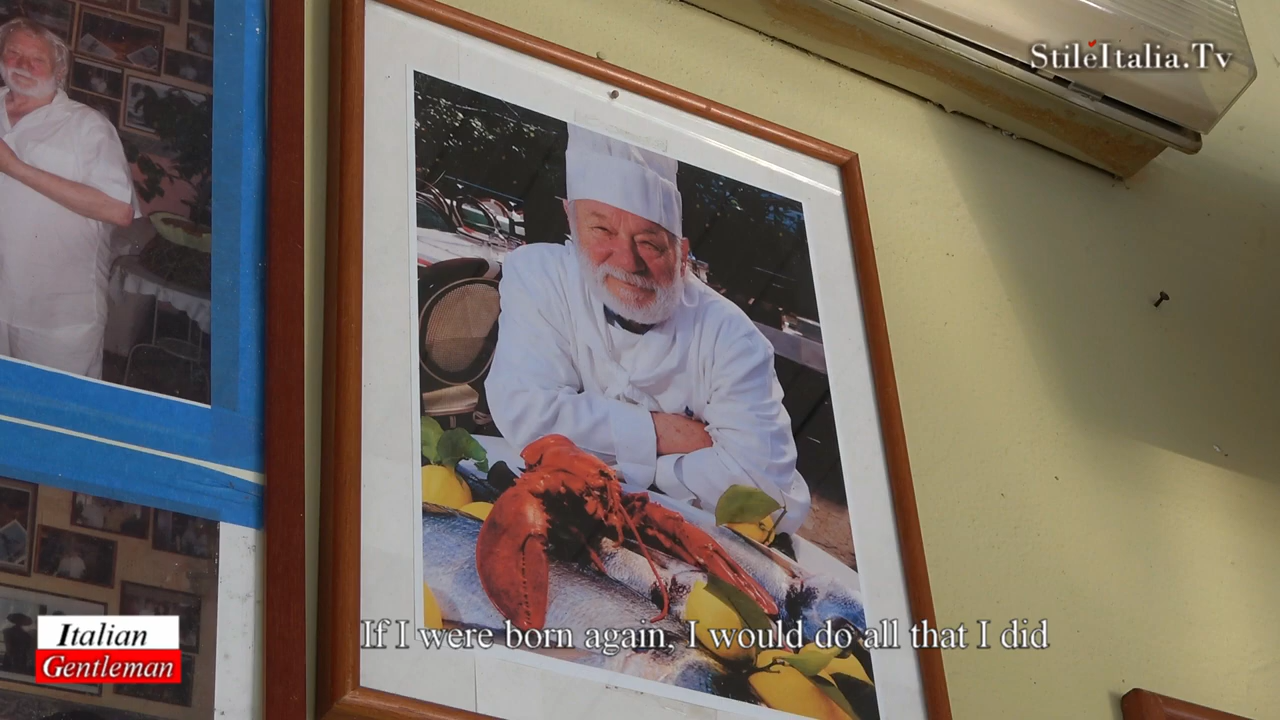 StileItalia.Tv
If I were born again, I would do all that I did
Italian
Gentleman